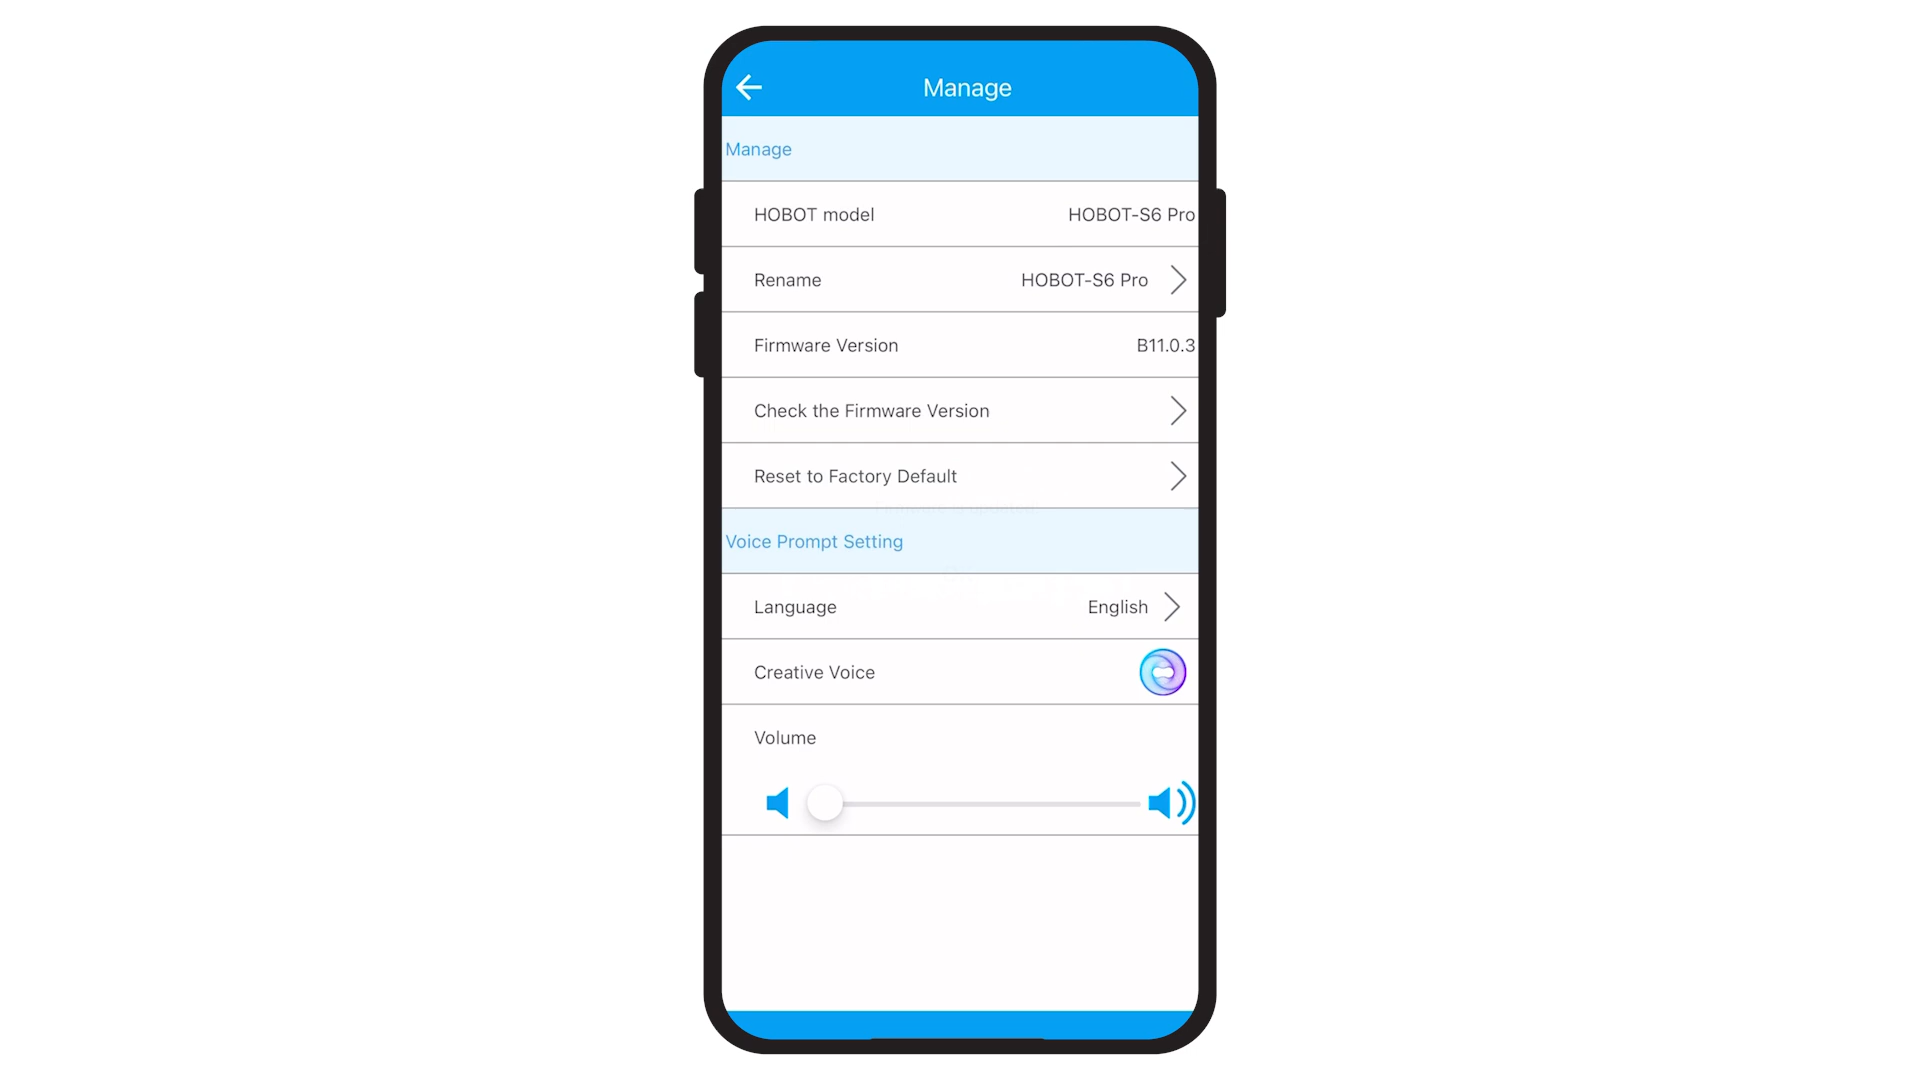 Manage
Manage
HOBOT model HOBOT-S6 Pro
Rename HOBOT-S6 Pro
Firmware Version B11.0.3
Check the Firmware Version
Reset to Factory Default
Voice Prompt Setting
Language English
Creative Voice
Volume